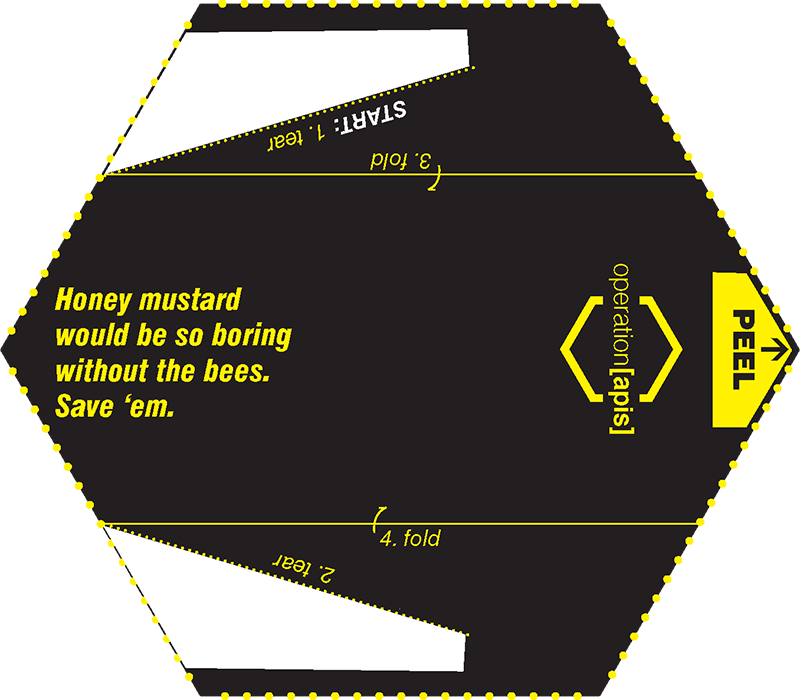 START: 1. tear
3. fold
Honey mustard
would be so boring
without the bees.
Save ‘em.
operation[apis]
PEEL
4. fold
2. tear